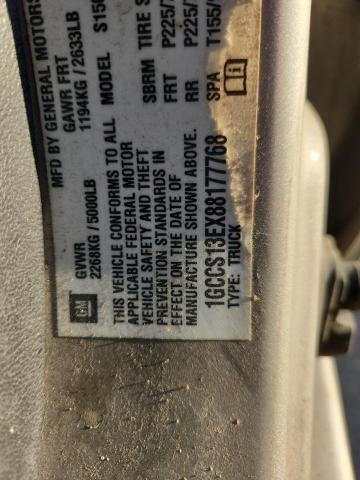 MFD BY GENERAL MOTORS
GVWR GAWR FRT
2268KG / 5000LB 1194KG / 2633LB
GM
THIS VEHICLE CONFORMS TO ALL
APPLICABLE FEDERAL MOTOR
VEHICLE SAFETY AND THEFT
PREVENTION STANDARDS IN
EFFECT ON THE DATE OF
MANUFACTURE SHOWN ABOVE.
1GCCS13EX88177768
TYPE: TRUCK
MODEL: S150
SBRM TIRE S
FRT P225/
RR P225/
SPA T155/